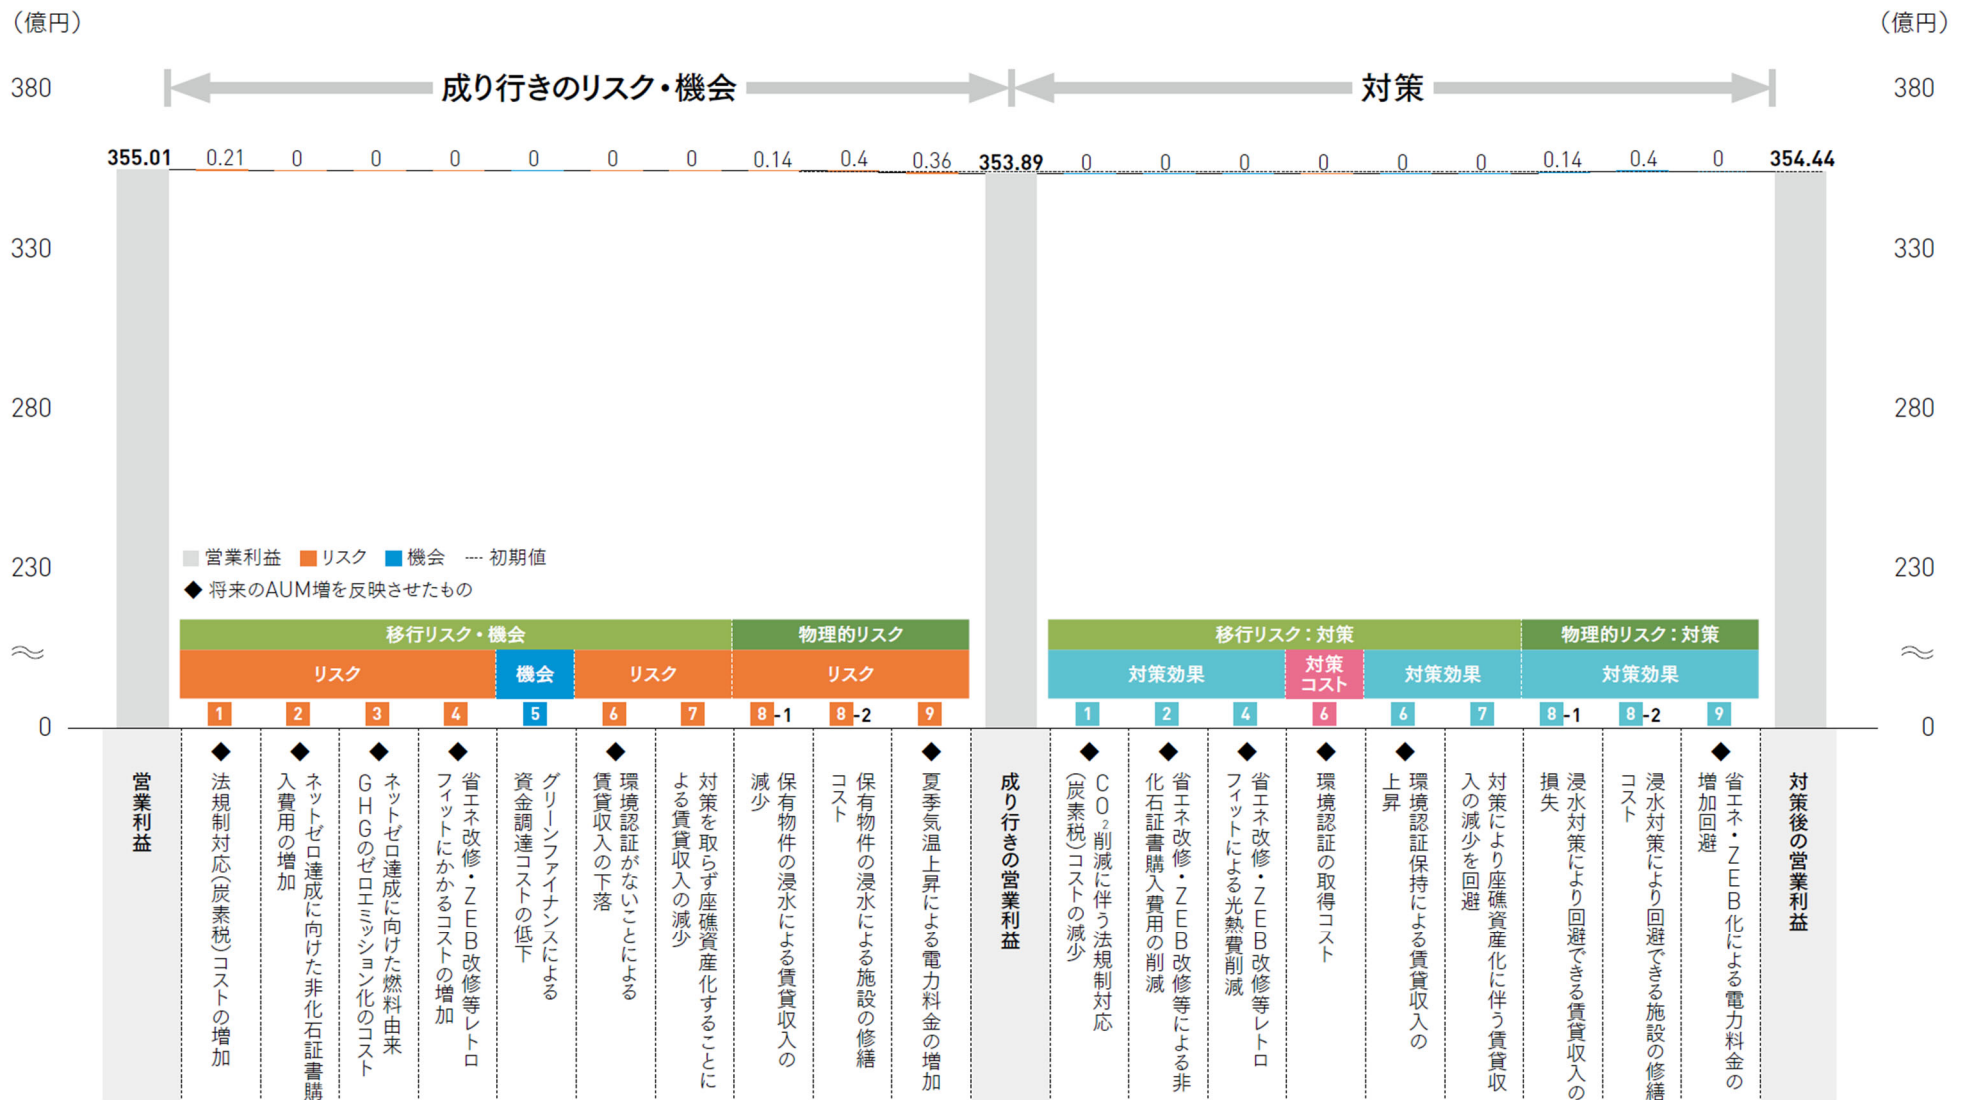 （億円）
（億円）
380
成り行きのリスク・機会
対策
380
355.01
0.21
0
0
0
0
0
0
0.14
0.4
0.36
353.89
0
0
0
0
0
0
0.14
0.4
0
354.44
330
330
280
280
営業利益
リスク
機会
初期値
230
230
◆ 将来のAUM増を反映させたもの
移行リスク・機会
物理的リスク
移行リスク：対策
物理的リスク：対策
リスク
機会
リスク
リスク
対策効果
対策
コスト
対策効果
対策効果
1
2
3
4
5
6
7
8-1
8-2
9
1
2
4
6
6
7
8-1
8-2
9
0
0
営業利益
◆
法規制対応（炭素税）コストの増加
◆
ネットゼロ達成に向けた非化石証書購
入費用の増加
◆
ネットゼロ達成に向けた燃料由来
GHGのゼロエミッション化のコスト
◆
省エネ改修・ZEB改修等レトロ
フィットにかかるコストの増加
グリーンファイナンスによる
資金調達コストの低下
◆
環境認証がないことによる
賃貸収入の下落
対策を取らず座礁資産化することに
よる賃貸収入の減少
保有物件の浸水による賃貸収入の
減少
保有物件の浸水による施設の修繕
コスト
◆
夏季気温上昇による電力料金の増加
成り行きの営業利益
◆
CO₂削減に伴う法規制対応
（炭素税）コストの減少
◆
省エネ改修・ZEB改修等による非
化石証書購入費用の削減
◆
省エネ改修・ZEB改修等レトロ
フィットによる光熱費削減
◆
環境認証の取得コスト
◆
環境認証保持による賃貸収入の
上昇
対策により座礁資産化に伴う賃貸収
入の減少を回避
浸水対策により回避できる賃貸収入の
損失
浸水対策により回避できる施設の修繕
コスト
◆
省エネ・ZEB化による電力料金の
増加回避
対策後の営業利益